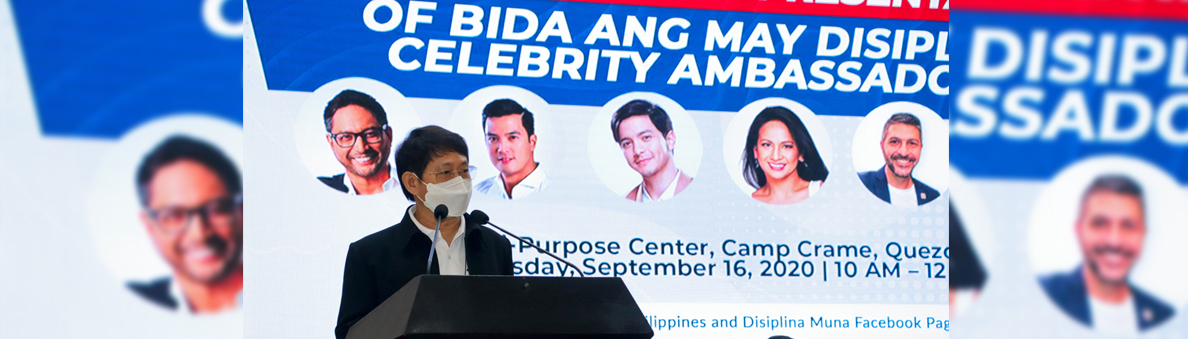 PRESENTA
OF BIDA ANG MAY DISIPL
CELEBRITY AMBASSADO
-Purpose Center, Camp Crame, Quezo
sday, September 16, 2020 | 10 AM – 12
ilippines and Disiplina Muna Facebook Pag
DISIPL
SSADO